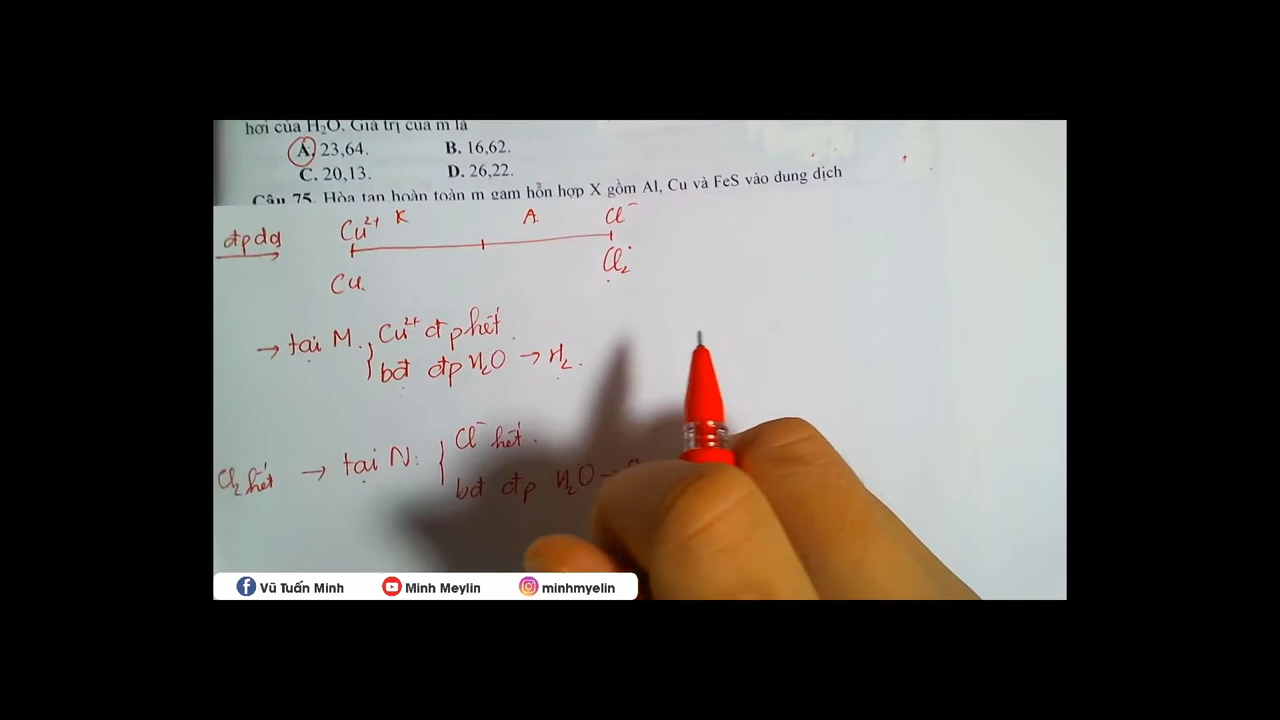 hơi của H₂O. Giá trị của m là
A. 23,64. B. 16,62.
C. 20,13. D. 26,22.
Câu 75. Hòa tan hoàn toàn m gam hỗn hợp X gồm Al, Cu và FeS vào dung dịch
đpdd Cu²⁺ K A. Cl⁻
Cu. Cl₂
→ tại M. { Cu²⁺ đp hết.
bđ đp H₂O → H₂.
Cl₂ hết → tại N: { Cl⁻ hết.
bđ đp H₂O →
Vũ Tuấn Minh Minh Meylin minhmyelin